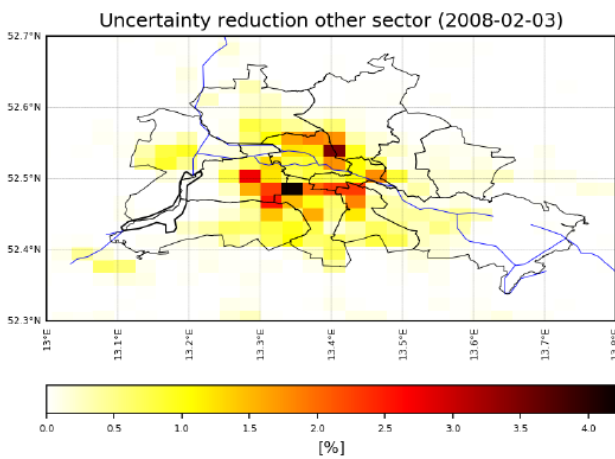 Uncertainty reduction other sector (2008-02-03)
52.7°N
52.6°N
52.5°N
52.4°N
52.3°N
13°E
13.1°E
13.2°E
13.3°E
13.4°E
13.5°E
13.6°E
13.7°E
13.8°E
0.0 0.5 1.0 1.5 2.0 2.5 3.0 3.5 4.0
[%]